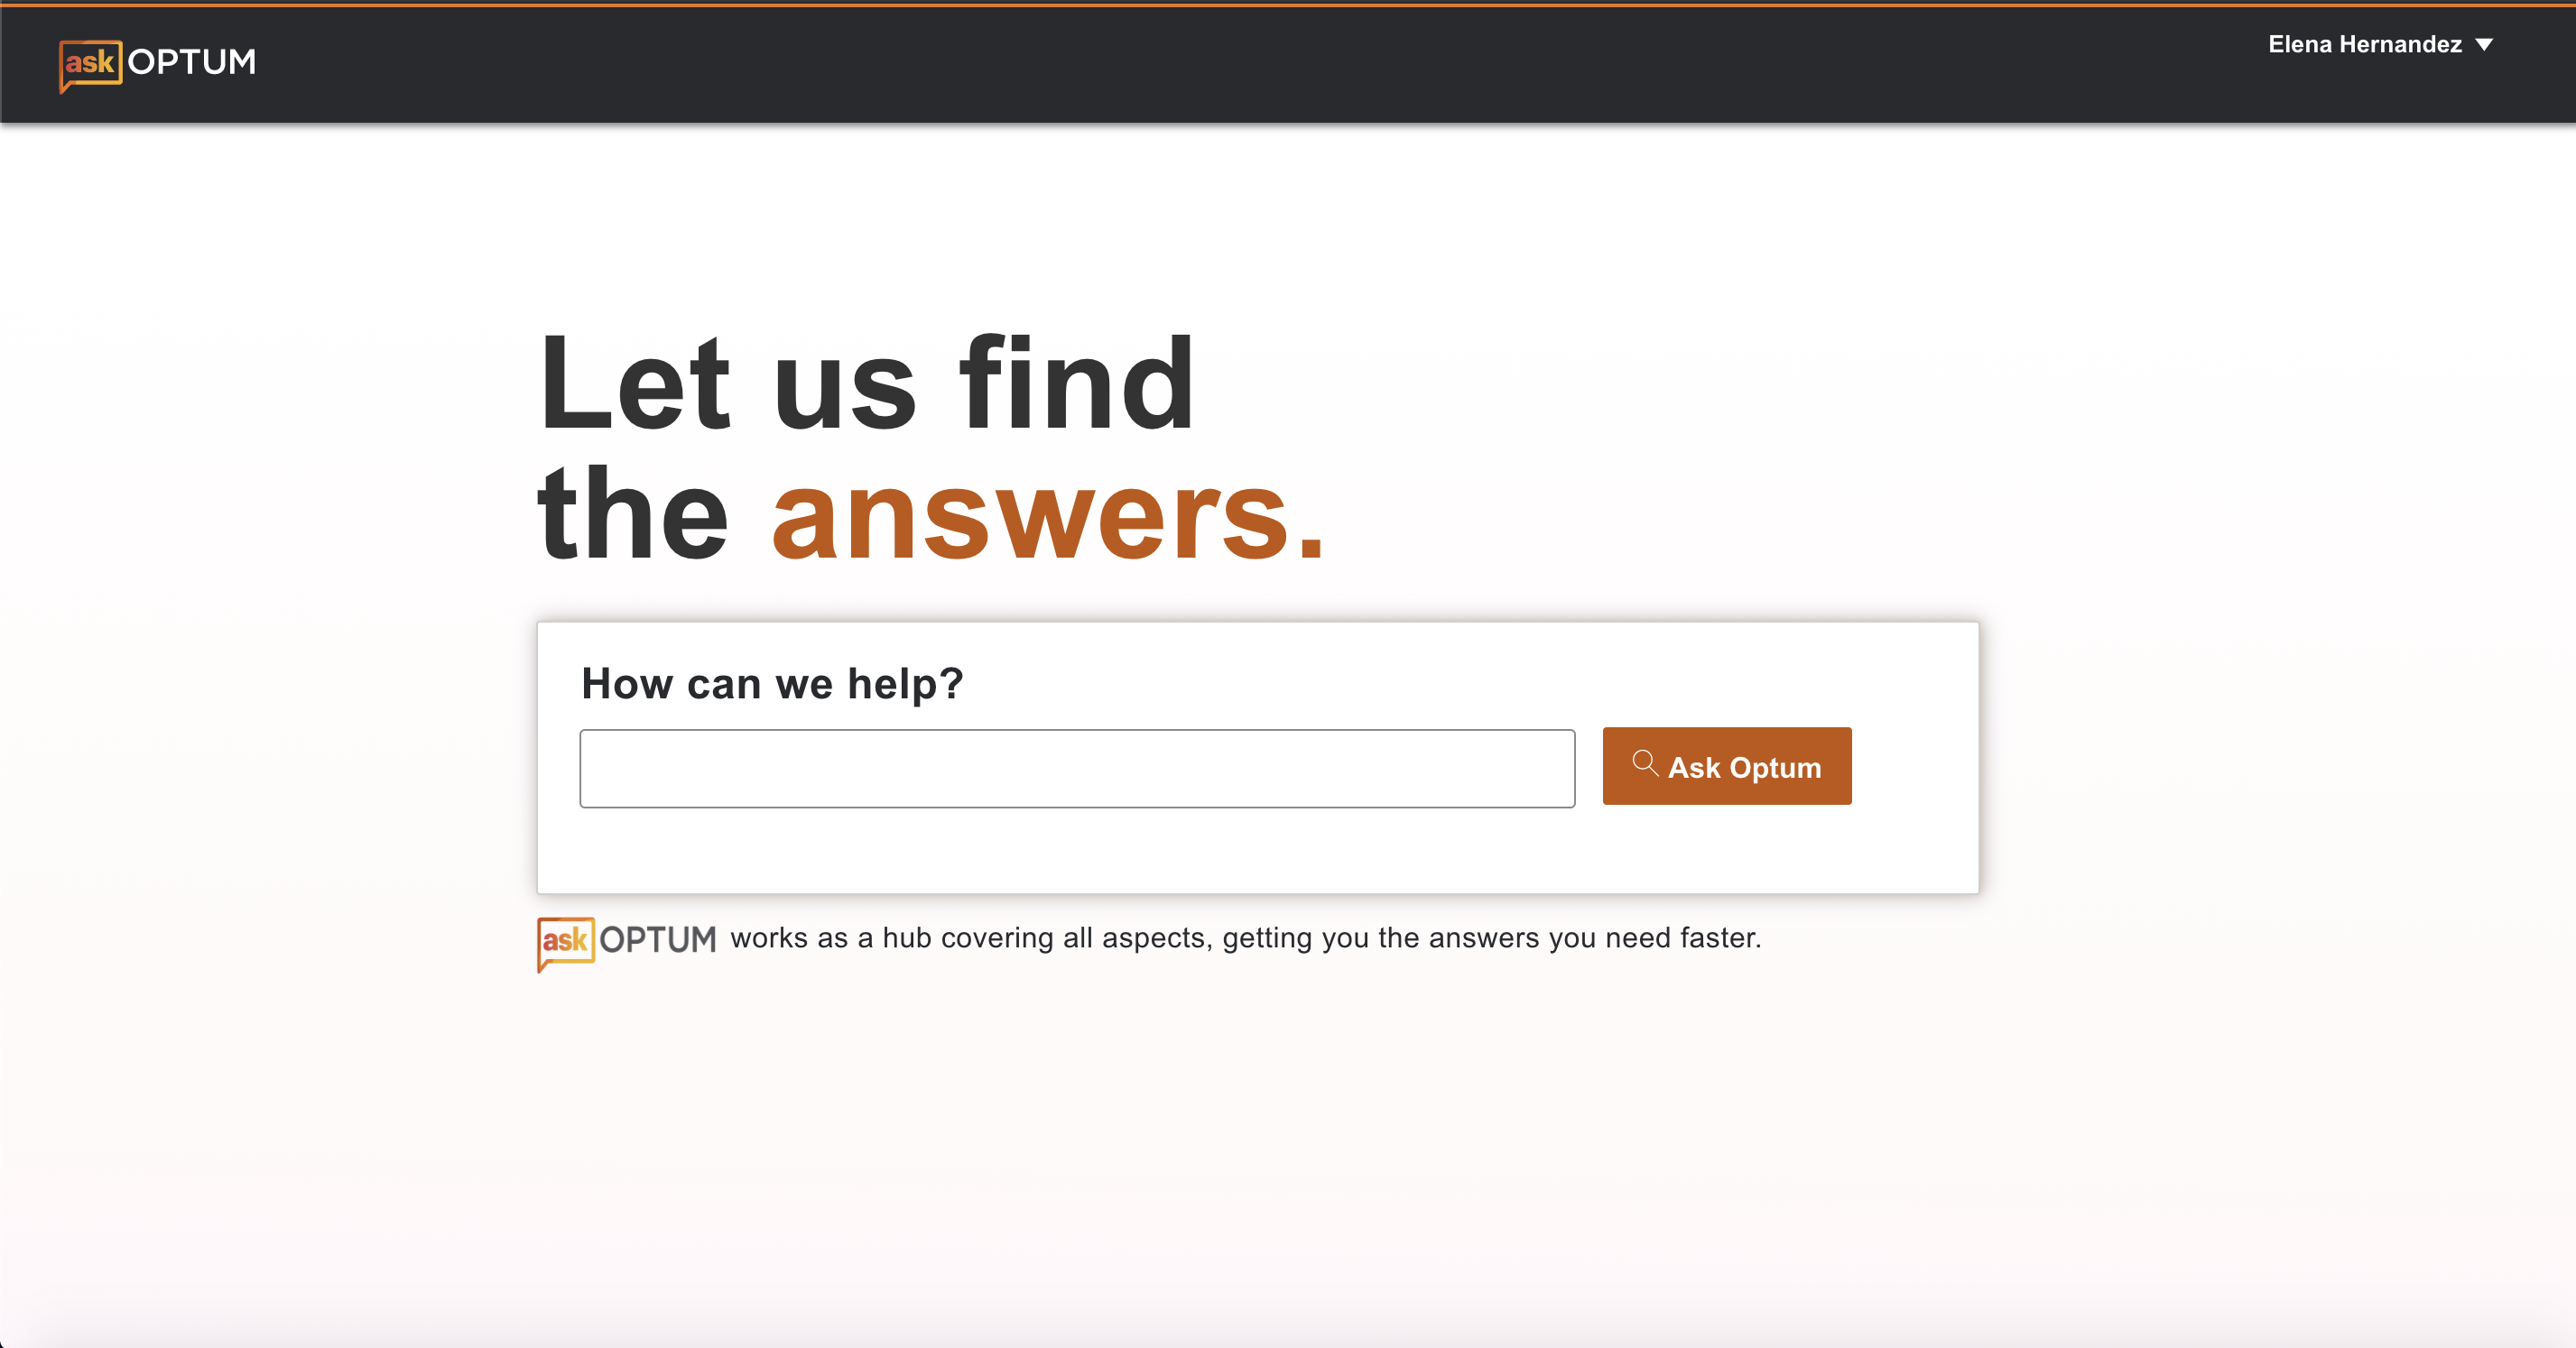 ask OPTUM
Elena Hernandez
Let us find
the answers.
How can we help?
Ask Optum
ask OPTUM works as a hub covering all aspects, getting you the answers you need faster.